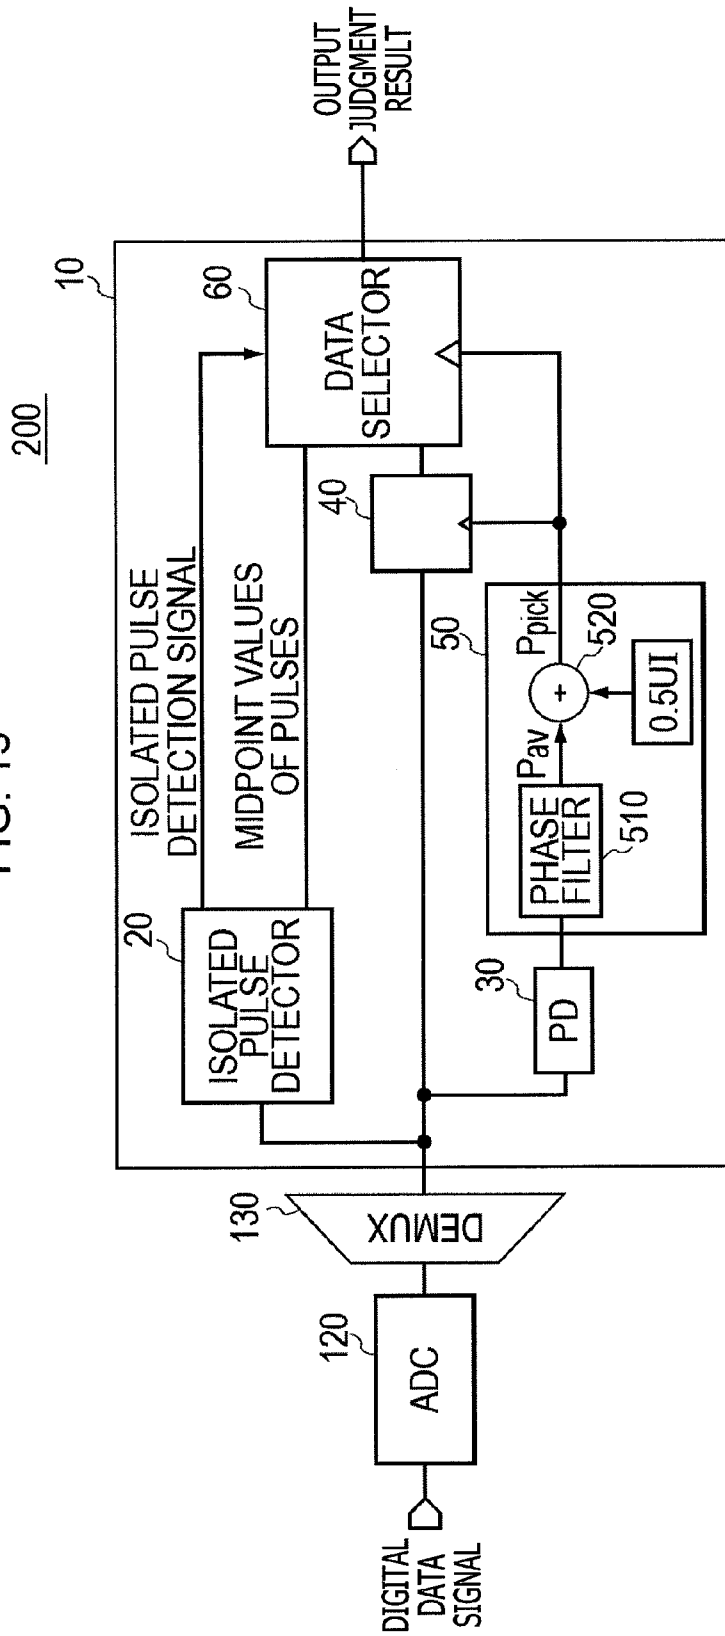 200
10
ISOLATED PULSE
DETECTION SIGNAL
MIDPOINT VALUES
OF PULSES
20
ISOLATED
PULSE
DETECTOR
60
DATA
SELECTOR
OUTPUT
JUDGMENT
RESULT
40
DIGITAL
DATA
SIGNAL
120
ADC
130
DEMUX
30
PD
50
PHASE
FILTER
510
Pav
+
Ppick
520
0.5UI